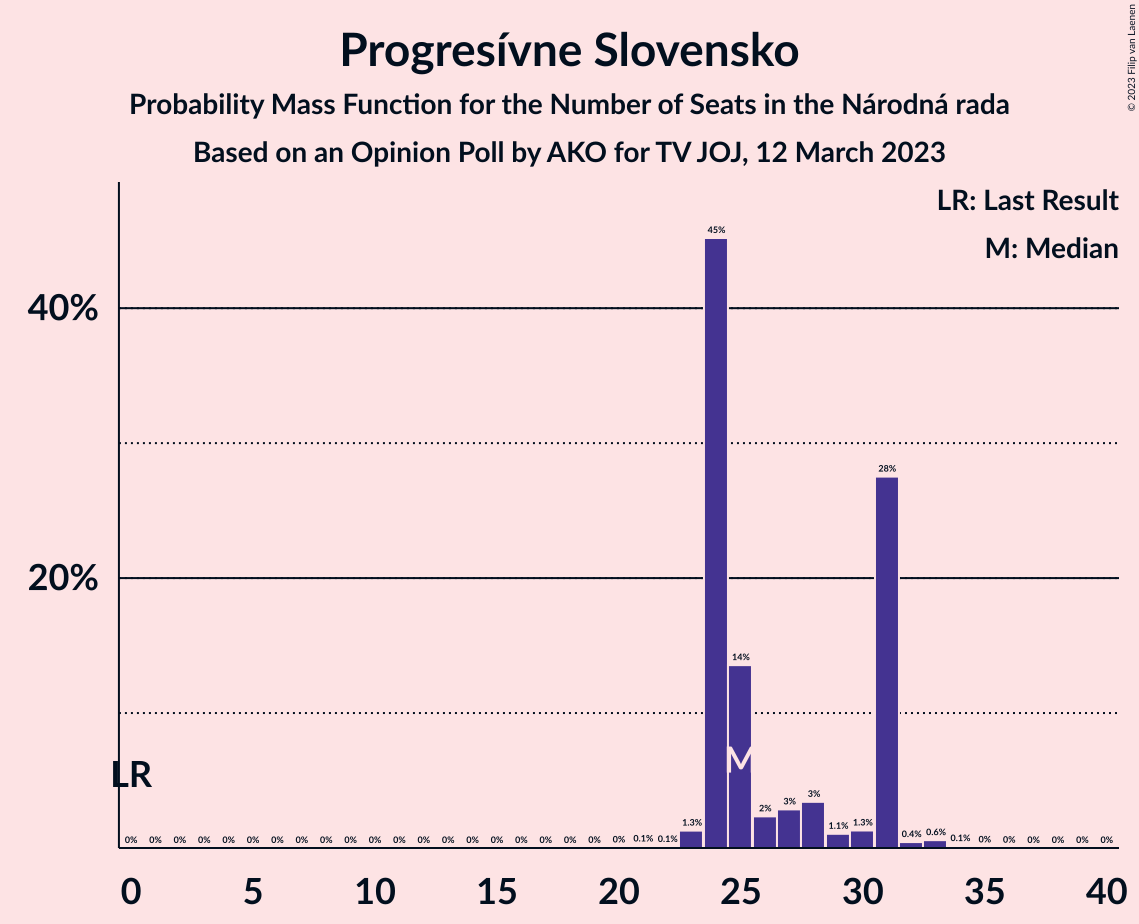 Progresívne Slovensko
Probability Mass Function for the Number of Seats in the Národná rada
Based on an Opinion Poll by AKO for TV JOJ, 12 March 2023
© 2023 Filip van Laenen
LR: Last Result
M: Median
45%
40%
28%
20%
14%
M
LR
0% 0% 0% 0% 0% 0% 0% 0% 0% 0% 0% 0% 0% 0% 0% 0% 0% 0% 0% 0% 0% 0.1% 0.1% 1.3% 2% 3% 3% 1.1% 1.3% 0.4% 0.6% 0.1% 0% 0% 0% 0% 0% 0%
0 5 10 15 20 25 30 35 40